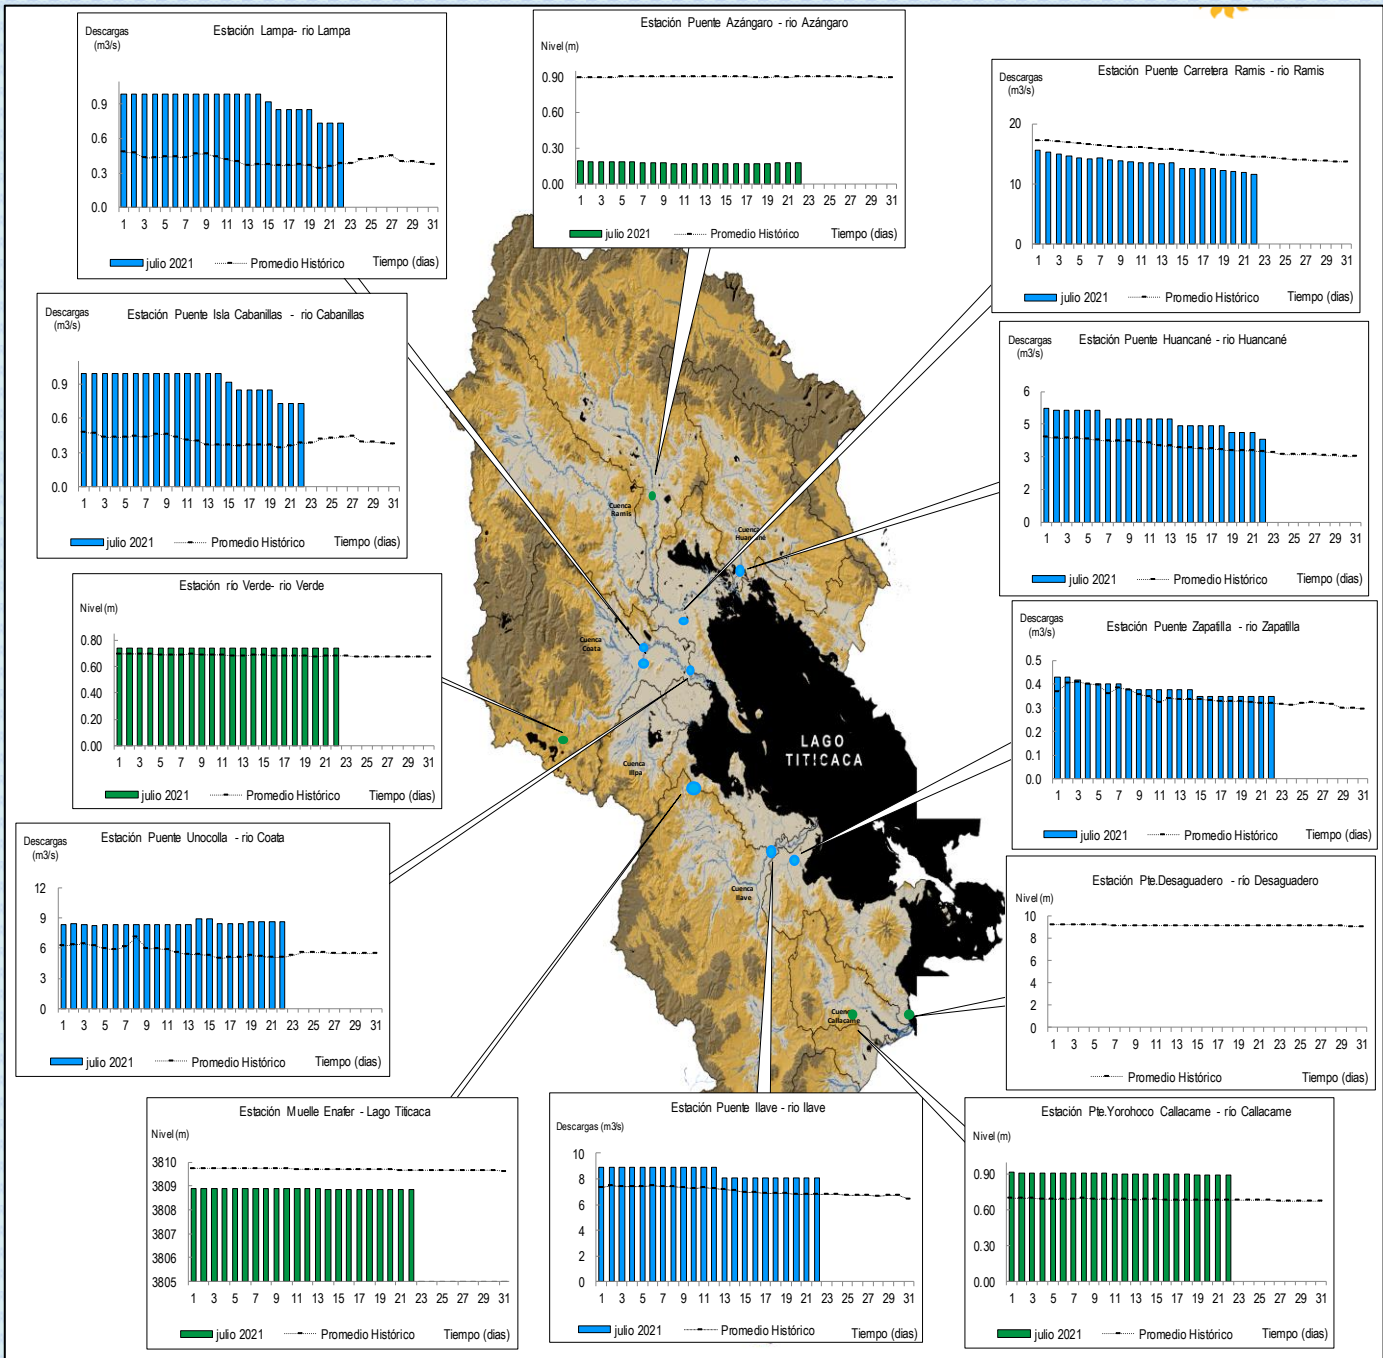 Estación Lampa- rio Lampa
Descargas
(m3/s)
0.9
0.6
0.3
0.0
1 3 5 7 9 11 13 15 17 19 21 23 25 27 29 31
julio 2021 Promedio Histórico Tiempo (dias)
Estación Puente Azángaro - rio Azángaro
Nivel (m)
0.90
0.60
0.30
0.00
1 3 5 7 9 11 13 15 17 19 21 23 25 27 29 31
julio 2021 Promedio Histórico Tiempo (dias)
Estación Puente Carretera Ramis - rio Ramis
Descargas
(m3/s)
20
10
0
1 3 5 7 9 11 13 15 17 19 21 23 25 27 29 31
julio 2021 Promedio Histórico Tiempo (dias)
Estación Puente Isla Cabanillas - rio Cabanillas
Descargas
(m3/s)
0.9
0.6
0.3
0.0
1 3 5 7 9 11 13 15 17 19 21 23 25 27 29 31
julio 2021 Promedio Histórico Tiempo (dias)
Estación Puente Huancané - rio Huancané
Descargas
(m3/s)
6
5
3
2
0
1 3 5 7 9 11 13 15 17 19 21 23 25 27 29 31
julio 2021 Promedio Histórico Tiempo (dias)
Estación río Verde- rio Verde
Nivel (m)
0.80
0.60
0.40
0.20
0.00
1 3 5 7 9 11 13 15 17 19 21 23 25 27 29 31
julio 2021 Promedio Histórico Tiempo (dias)
Estación Puente Zapatilla - rio Zapatilla
Descargas
(m3/s)
0.5
0.4
0.3
0.2
0.1
0.0
1 3 5 7 9 11 13 15 17 19 21 23 25 27 29 31
julio 2021 Promedio Histórico Tiempo (dias)
Cuenca
Ramis
Cuenca
Huancané
Cuenca
Coata
Cuenca
Illpa
LAGO
TITICACA
Cuenca
Ilave
Cuenca
Callacame
Estación Puente Unocolla - rio Coata
Descargas
(m3/s)
12
9
6
3
0
1 3 5 7 9 11 13 15 17 19 21 23 25 27 29 31
julio 2021 Promedio Histórico Tiempo (dias)
Estación Pte.Desaguadero - río Desaguadero
Nivel (m)
10
8
6
4
2
0
1 3 5 7 9 11 13 15 17 19 21 23 25 27 29 31
Promedio Histórico Tiempo (dias)
Estación Muelle Enafer - Lago Titicaca
Nivel (m)
3810
3809
3808
3807
3806
3805
1 3 5 7 9 11 13 15 17 19 21 23 25 27 29 31
julio 2021 Promedio Histórico Tiempo (dias)
Estación Puente Ilave - rio Ilave
Descargas (m3/s)
10
8
6
4
2
0
1 3 5 7 9 11 13 15 17 19 21 23 25 27 29 31
julio 2021 Promedio Histórico Tiempo (dias)
Estación Pte.Yorohoco Callacame - río Callacame
Nivel (m)
0.90
0.60
0.30
0.00
1 3 5 7 9 11 13 15 17 19 21 23 25 27 29 31
julio 2021 Promedio Histórico Tiempo (dias)